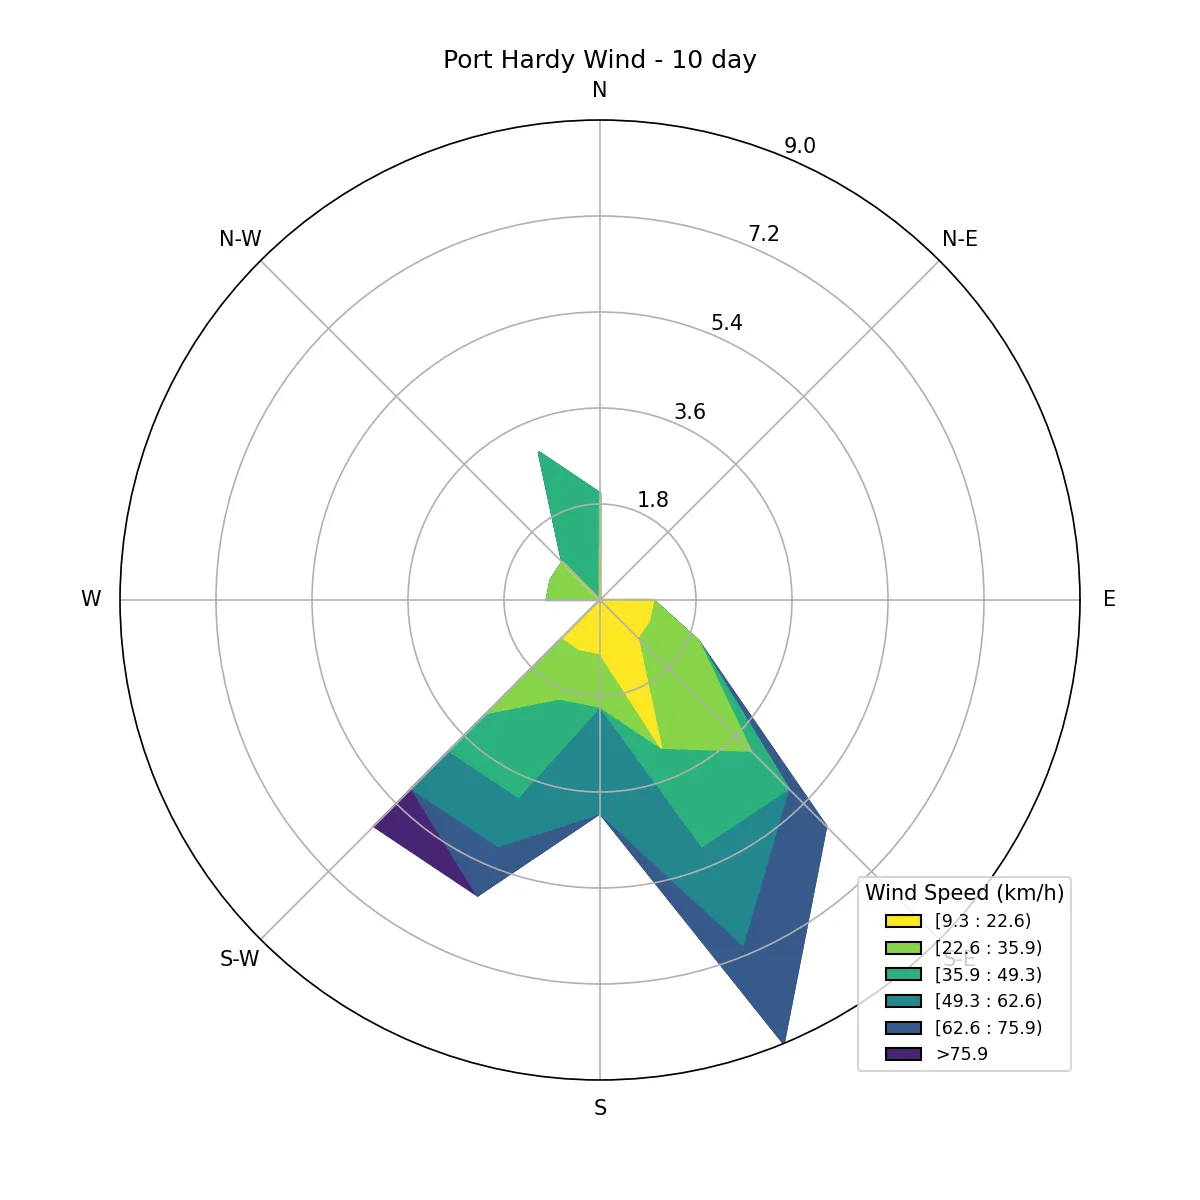 Port Hardy Wind - 10 day
N
9.0
N-W
N-E
7.2
5.4
3.6
1.8
W
E
S-W
S-E
S
Wind Speed (km/h)
[9.3 : 22.6)
[22.6 : 35.9)
[35.9 : 49.3)
[49.3 : 62.6)
[62.6 : 75.9)
>75.9